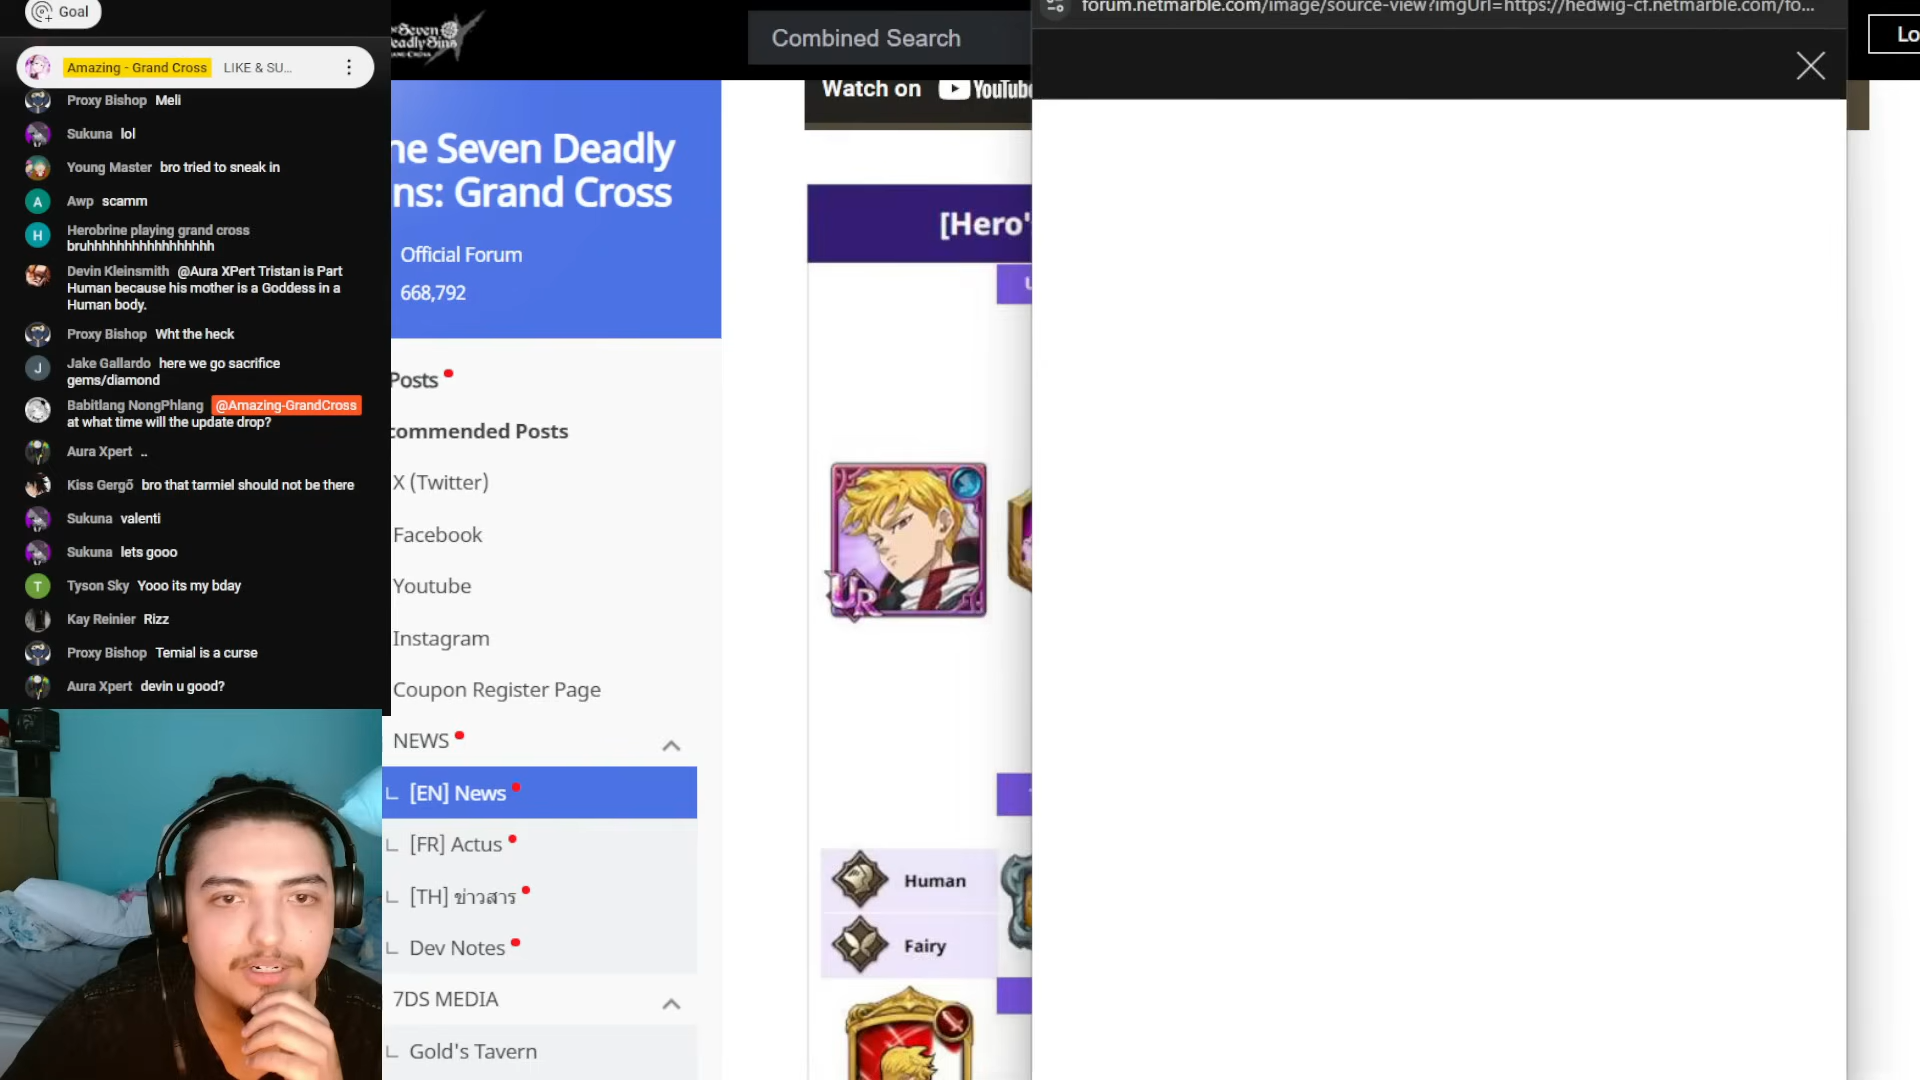 Goal
Amazing - Grand Cross LIKE & SU...
Proxy Bishop Meli
Sukuna lol
Young Master bro tried to sneak in
A Awp scamm
H Herobrine playing grand cross
bruhhhhhhhhhhhhhhhhh
Devin Kleinsmith @Aura XPert Tristan is Part
Human because his mother is a Goddess in a
Human body.
Proxy Bishop Wht the heck
J Jake Gallardo here we go sacrifice
gems/diamond
Babitlang NongPhlang @Amazing-GrandCross
at what time will the update drop?
Aura Xpert ..
Kiss Gergő bro that tarmiel should not be there
Sukuna valenti
Sukuna lets gooo
T Tyson Sky Yooo its my bday
Kay Reinier Rizz
Proxy Bishop Temial is a curse
Aura Xpert devin u good?
Seven
eadly Sins
Combined Search
forum.netmarble.com/image/source-view?imgUrl=https://hedwig-cf.netmarble.com/fo...
Lo
he Seven Deadly
ns: Grand Cross
Official Forum
668,792
Posts
commended Posts
X (Twitter)
Facebook
Youtube
Instagram
Coupon Register Page
NEWS
[EN] News
[FR] Actus
[TH] ข่าวสาร
Dev Notes
7DS MEDIA
Gold's Tavern
Watch on YouTube
[Hero'
UR
Human
Fairy